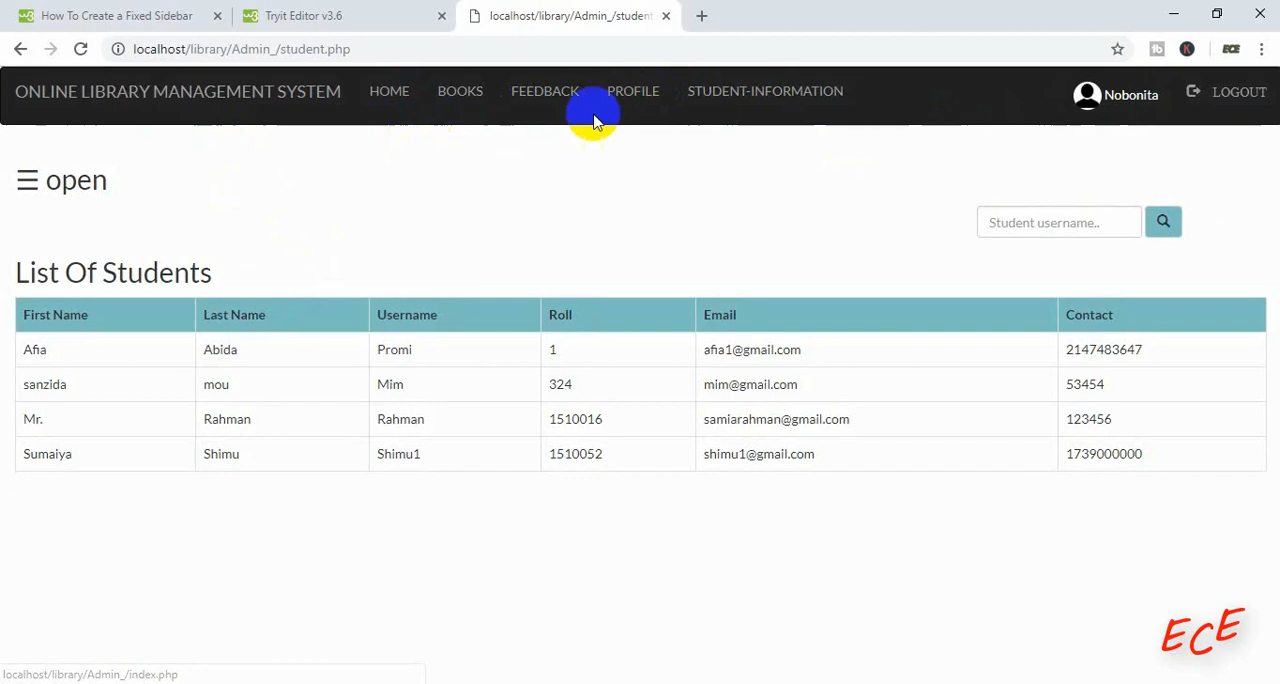 How To Create a Fixed Sidebar
Tryit Editor v3.6
localhost/library/Admin_/student
localhost/library/Admin_/student.php
ONLINE LIBRARY MANAGEMENT SYSTEM HOME BOOKS FEEDBACK PROFILE STUDENT-INFORMATION Nobonita LOGOUT
☰ open
Student username..
List Of Students
First Name Last Name Username Roll Email Contact
Afia Abida Promi 1 afia1@gmail.com 2147483647
sanzida mou Mim 324 mim@gmail.com 53454
Mr. Rahman Rahman 1510016 samiarahman@gmail.com 123456
Sumaiya Shimu Shimu1 1510052 shimu1@gmail.com 1739000000
ECE
localhost/library/Admin_/index.php